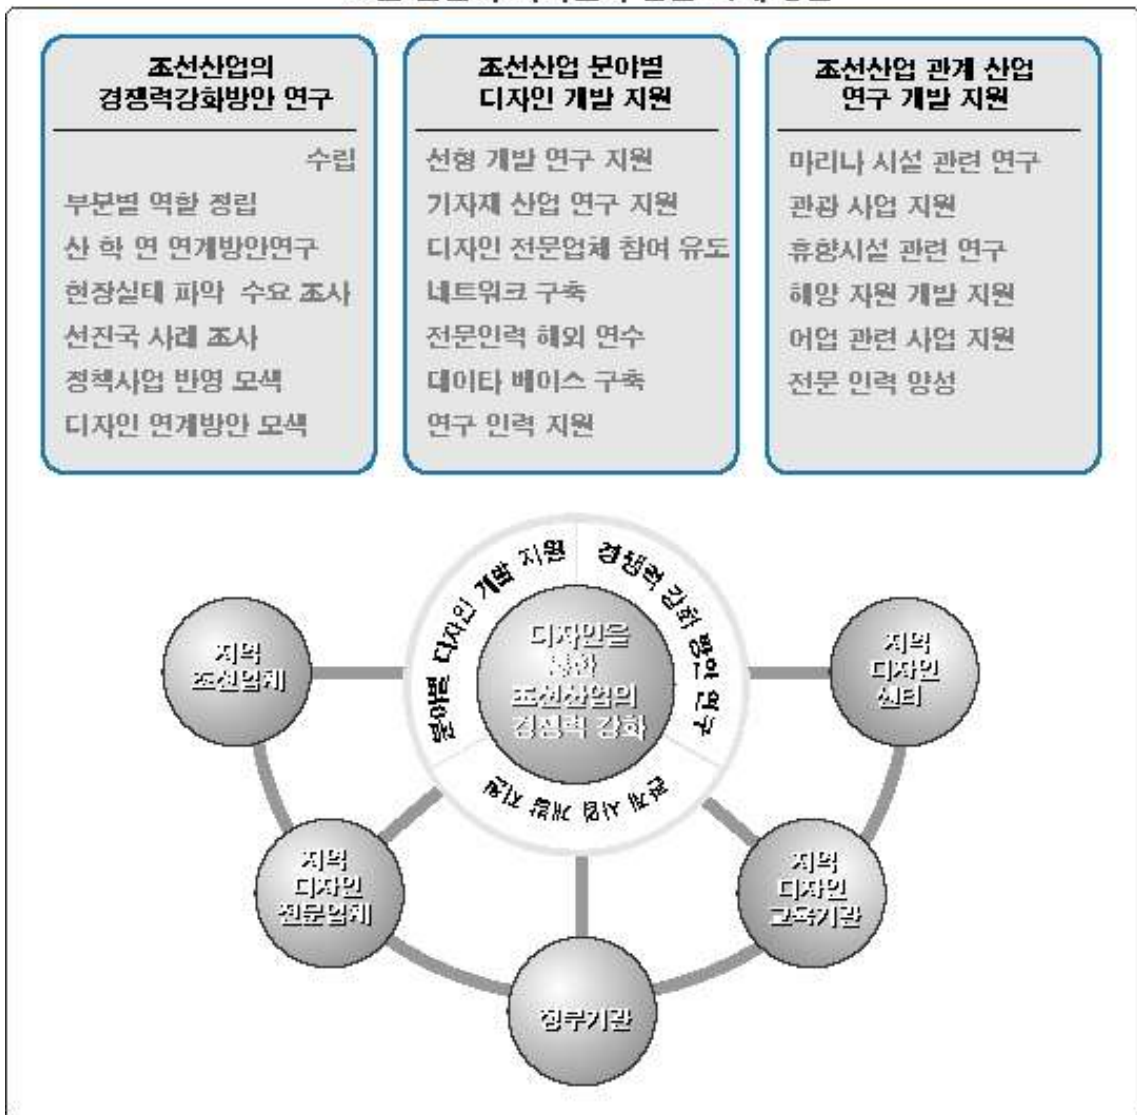 조선산업의
경쟁력강화방안 연구
수립
부분별 역할 정립
산 학 연 연계방안연구
현장실태 파악 수요 조사
선진국 사례 조사
정책사업 반영 모색
디자인 연계방안 모색
조선산업 분야별
디자인 개발 지원
선형 개발 연구 지원
기자재 산업 연구 지원
디자인 전문업체 참여 유도
네트워크 구축
전문인력 해외 연수
데이타 베이스 구축
연구 인력 지원
조선산업 관계 산업
연구 개발 지원
마리나 시설 관련 연구
관광 사업 지원
휴향시설 관련 연구
해양 자원 개발 지원
어업 관련 사업 지원
전문 인력 양성
분야별 디자인 개발 지원
경쟁력 강화 방안 연구
관계 사업 개발 지원
디자인을
통한
조선산업의
경쟁력 강화
지역
조선업체
지역
디자인
센터
지역
디자인
전문업체
지역
디자인
교육기관
정부기관